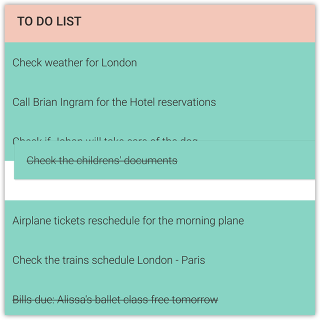 TO DO LIST
Check weather for London
Call Brian Ingram for the Hotel reservations
Check if Johan will take care of the dog
Check the childrens' documents
Airplane tickets reschedule for the morning plane
Check the trains schedule London - Paris
Bills due: Alissa's ballet class free tomorrow